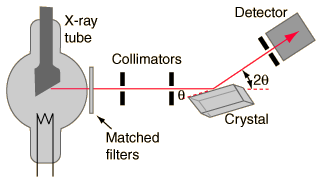 Detector
X-ray
tube
Collimators
2θ
θ
Crystal
Matched
filters